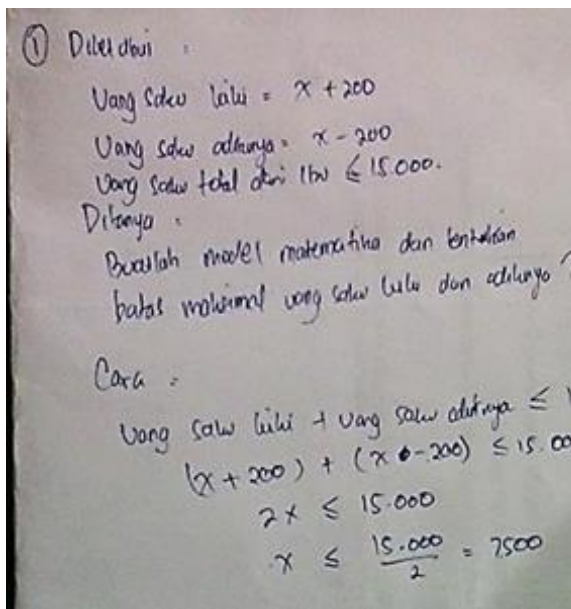 ① Diketahui :
Uang saku lulu = x + 200
Uang saku adiknya = x - 200
Uang saku total dari Ibu ≤ 15.000.
Ditanya :
Buatlah model matematika dan tentukan
batas maksimal uang saku lulu dan adiknya ?
Cara :
Uang saku lulu + Uang saku adiknya ≤ 1
(x + 200) + (x - 200) ≤ 15.00
2x ≤ 15.000
x ≤ 15.000 / 2 = 7500